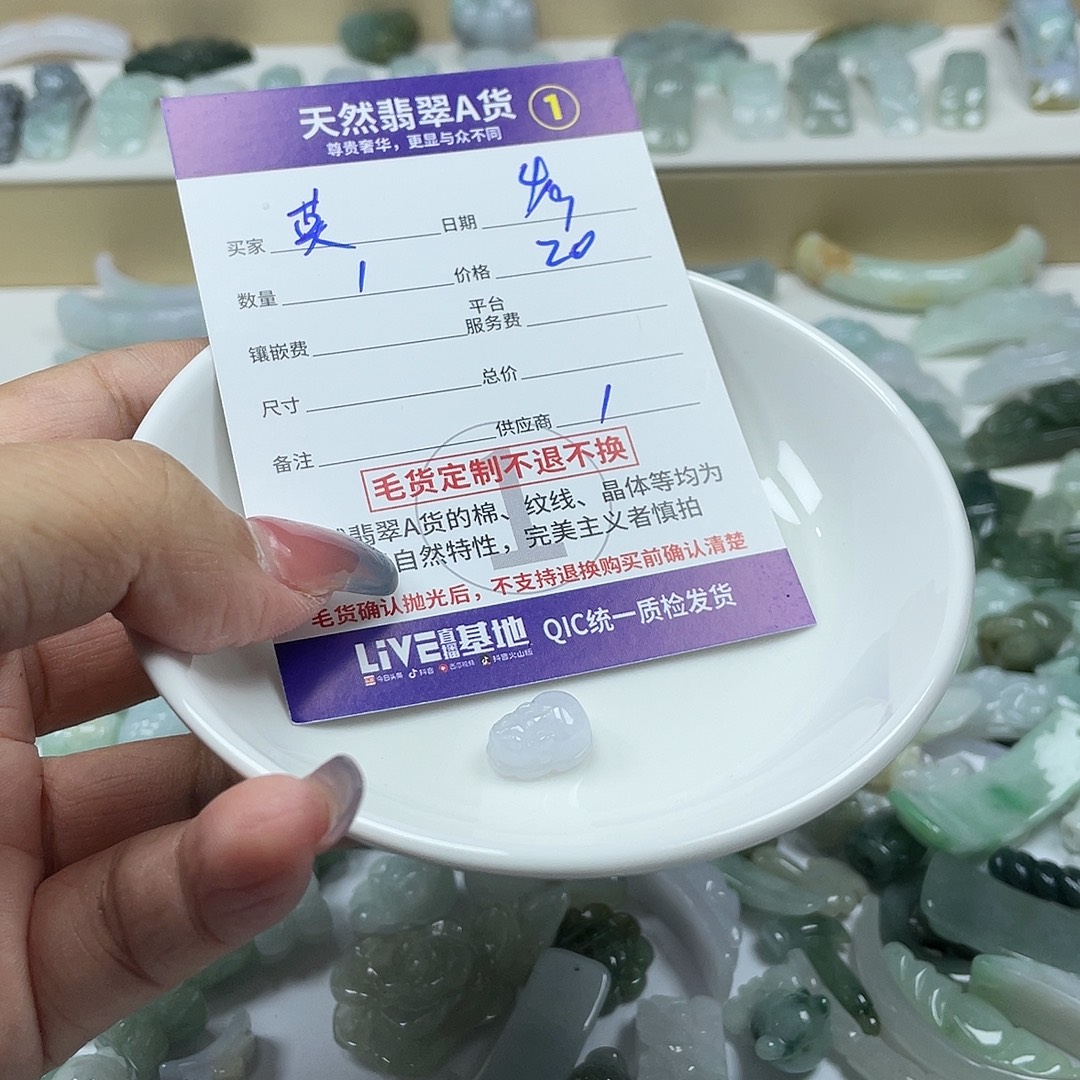 天然翡翠A货 1
尊贵奢华，更显与众不同
买家 莫 日期
数量 1 价格 20
镶嵌费 平台服务费
尺寸 总价
备注 供应商 1
毛货定制不退不换
翡翠A货的棉、纹线、晶体等均为
自然特性，完美主义者慎拍
毛货确认抛光后，不支持退换购买前确认清楚
LiVE直播基地 QIC统一质检发货
今日头条 抖音 西瓜视频 抖音火山版